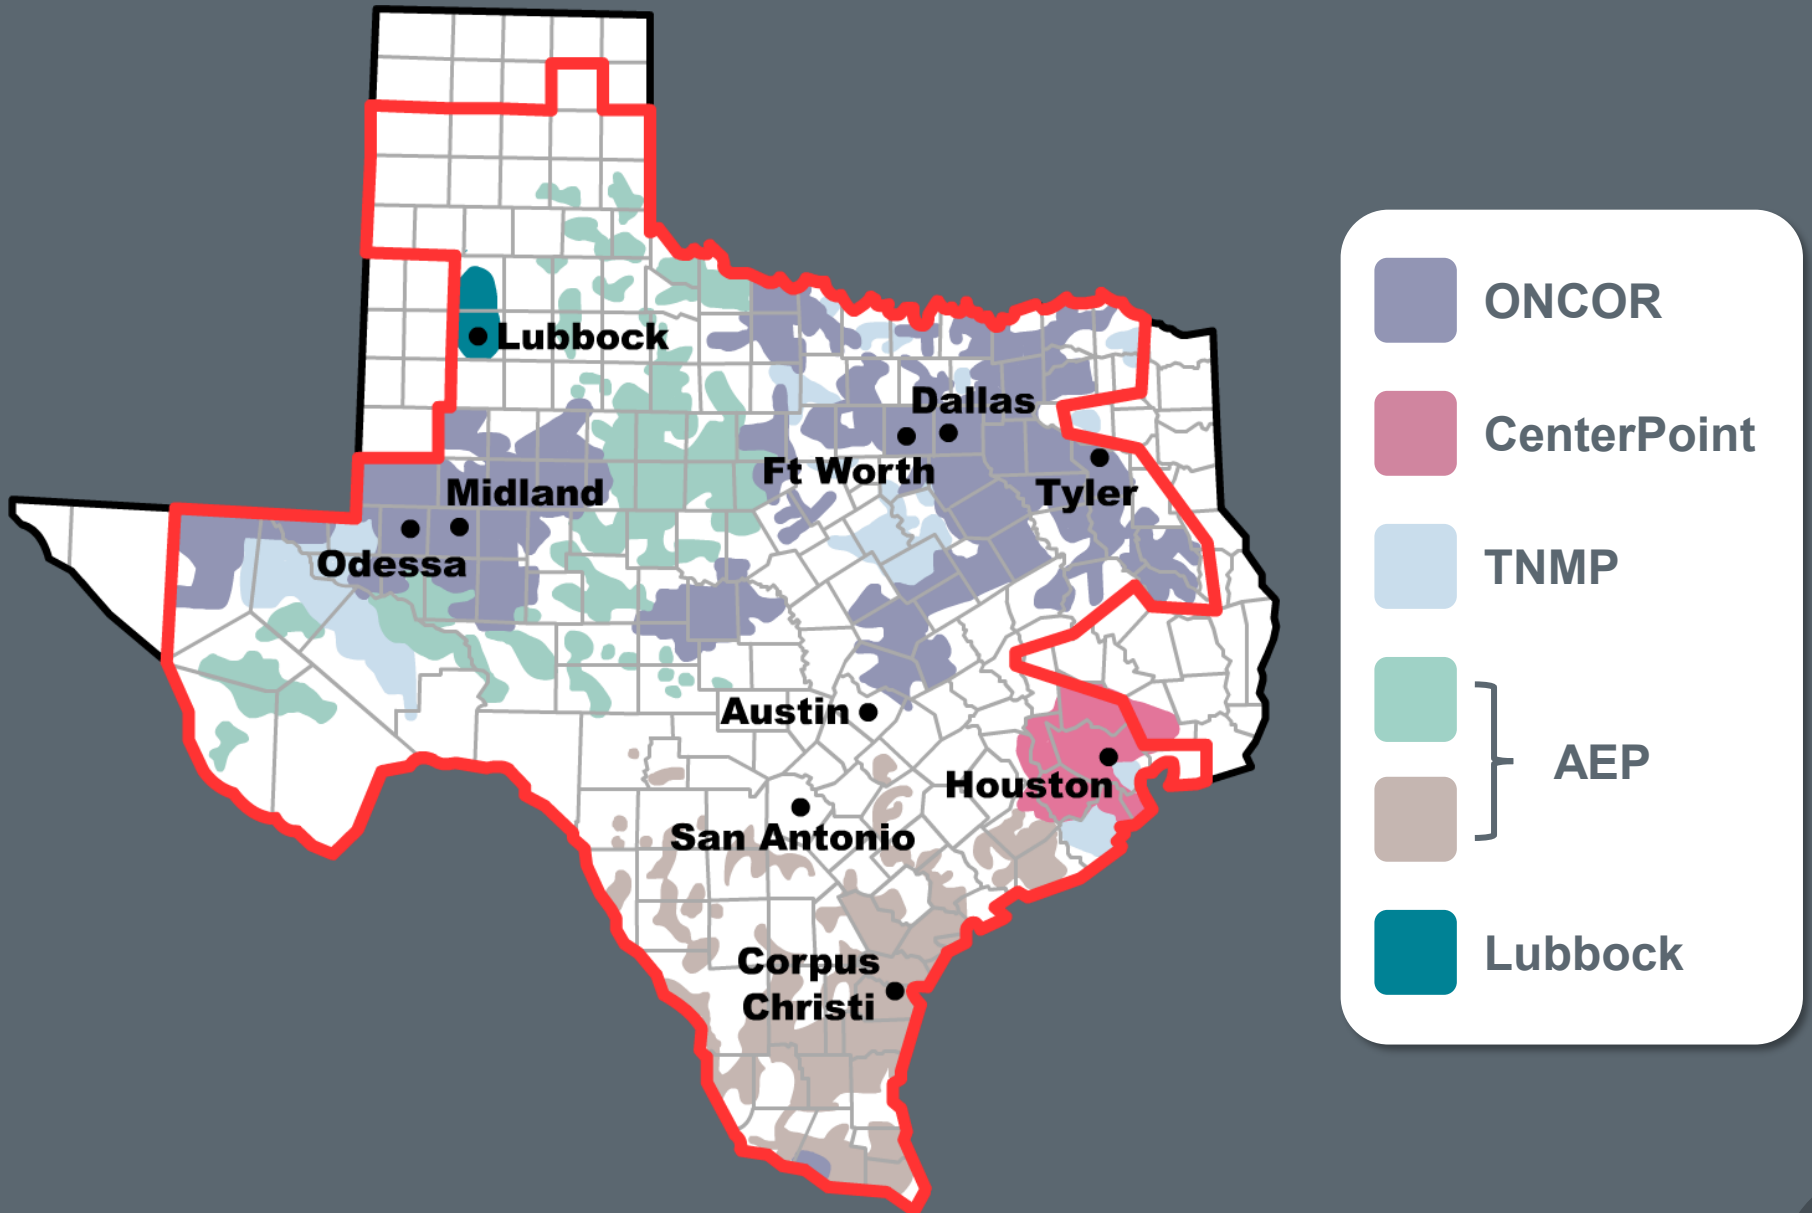 Lubbock
Dallas
Ft Worth
Midland
Tyler
Odessa
Austin
Houston
San Antonio
Corpus
Christi
ONCOR
CenterPoint
TNMP
AEP
Lubbock